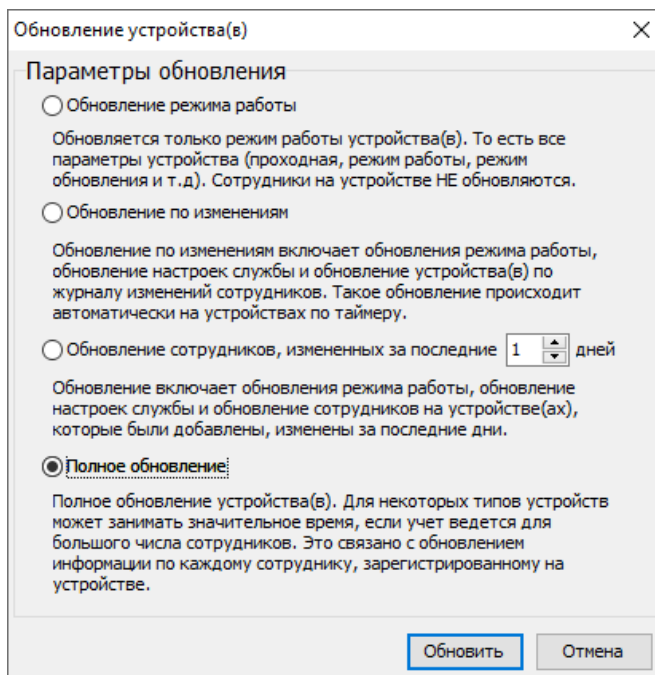 Обновление устройства(в)
Параметры обновления
Обновление режима работы
Обновляется только режим работы устройства(в). То есть все
параметры устройства (проходная, режим работы, режим
обновления и т.д). Сотрудники на устройстве НЕ обновляются.
Обновление по изменениям
Обновление по изменениям включает обновления режима работы,
обновление настроек службы и обновление устройства(в) по
журналу изменений сотрудников. Такое обновление происходит
автоматически на устройствах по таймеру.
Обновление сотрудников, измененных за последние 1 дней
Обновление включает обновления режима работы, обновление
настроек службы и обновление сотрудников на устройстве(ах),
которые были добавлены, изменены за последние дни.
Полное обновление
Полное обновление устройства(в). Для некоторых типов устройств
может занимать значительное время, если учет ведется для
большого числа сотрудников. Это связано с обновлением
информации по каждому сотруднику, зарегистрированному на
устройстве.
Обновить Отмена